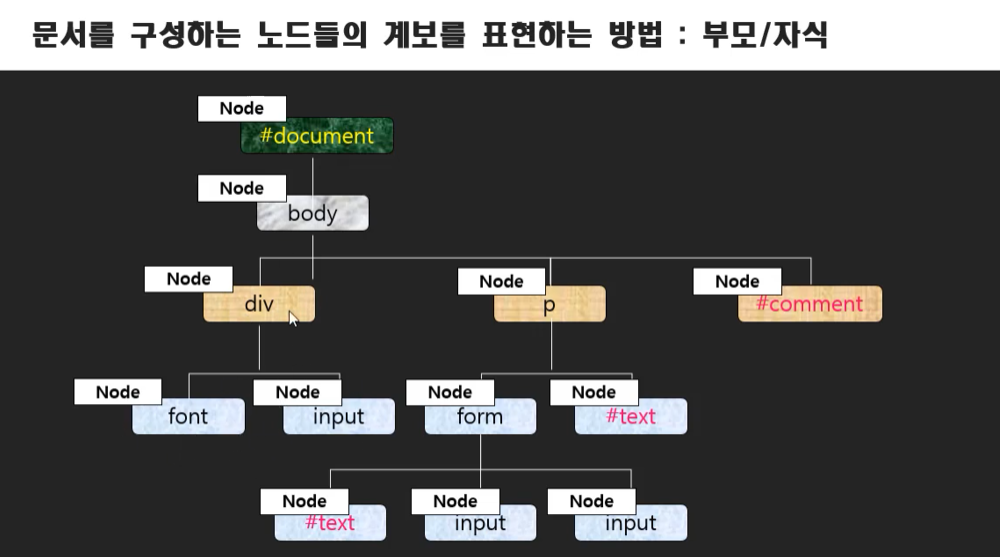 문서를 구성하는 노드들의 계보를 표현하는 방법 : 부모/자식
Node
#document
Node
body
Node
div
Node
p
Node
#comment
Node
font
Node
input
Node
form
Node
#text
Node
#text
Node
input
Node
input